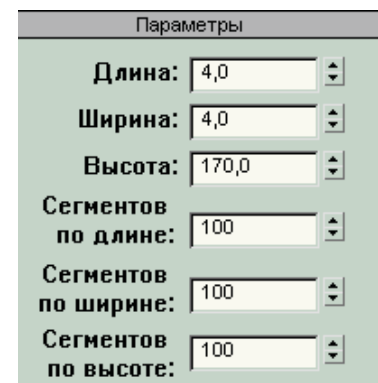 Параметры
Длина: 4,0
Ширина: 4,0
Высота: 170,0
Сегментов
по длине: 100
Сегментов
по ширине: 100
Сегментов
по высоте: 100